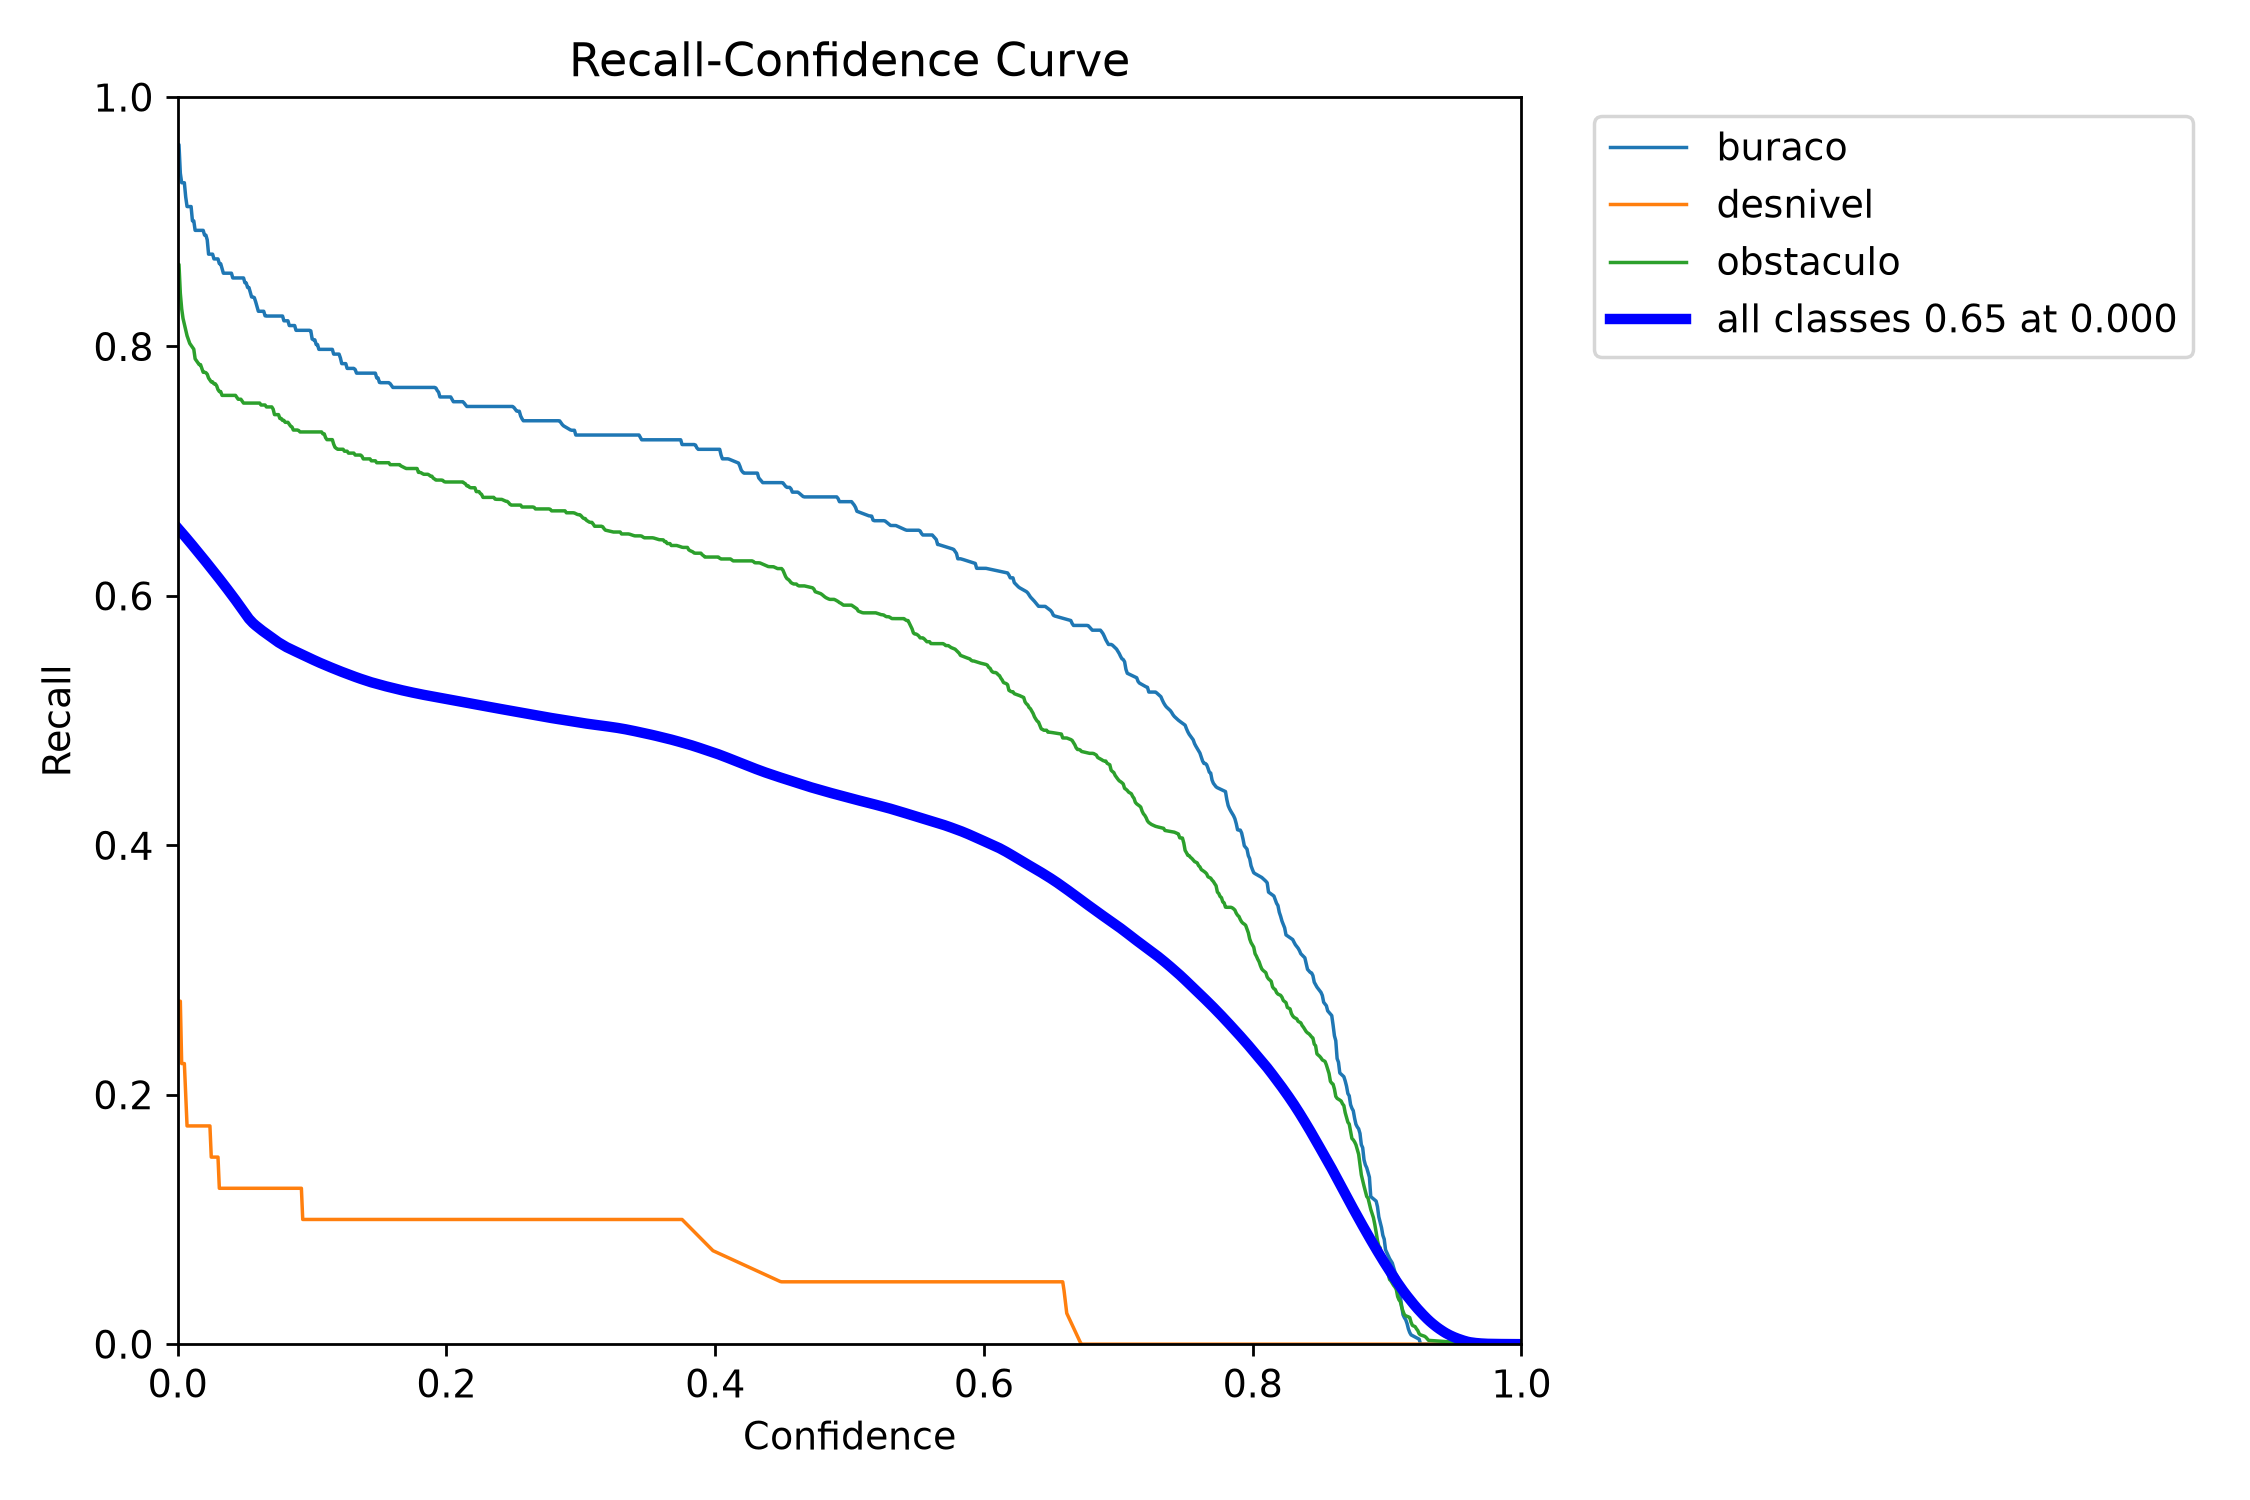 Recall-Confidence Curve
1.0
0.8
0.6
0.4
0.2
0.0
Recall
0.0 0.2 0.4 0.6 0.8 1.0
Confidence
buraco
desnivel
obstaculo
all classes 0.65 at 0.000